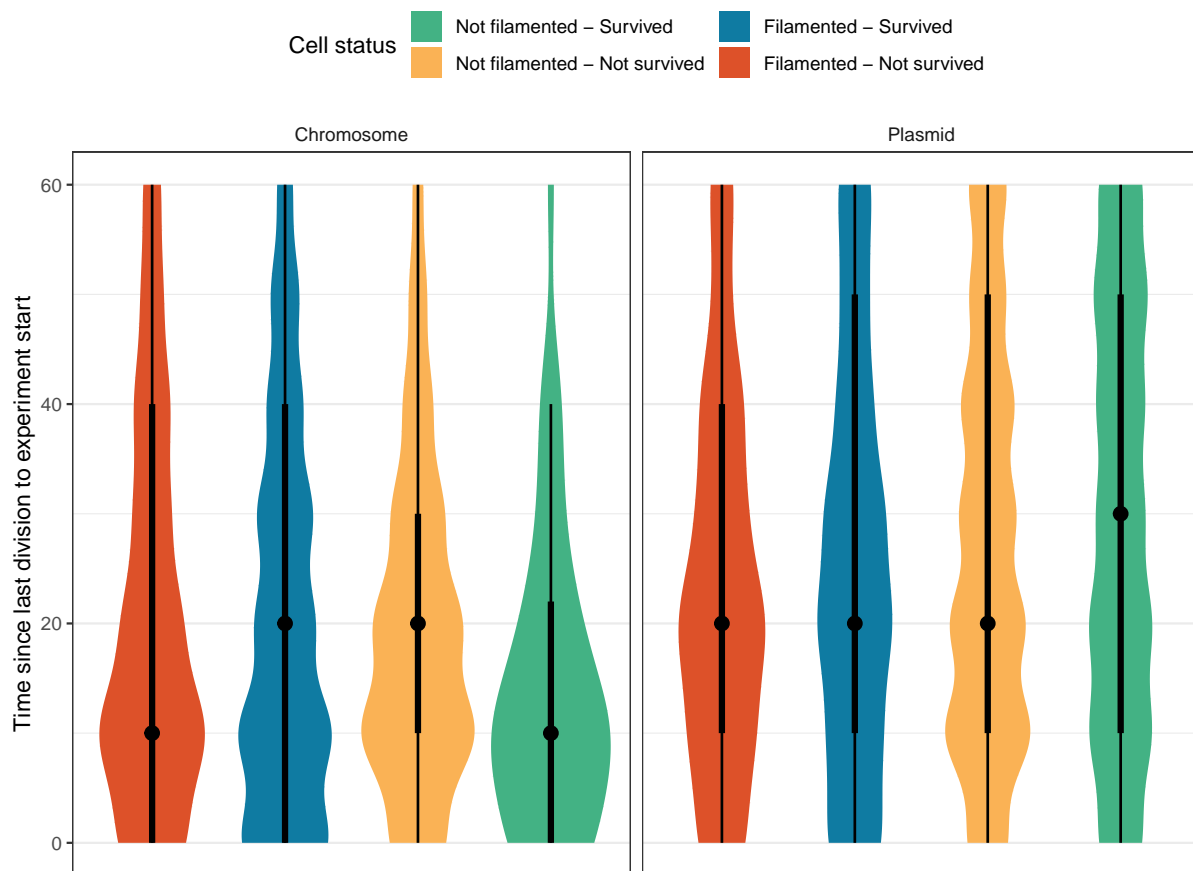 Cell status
Not filamented – Survived
Filamented – Survived
Not filamented – Not survived
Filamented – Not survived
Chromosome
Plasmid
Time since last division to experiment start
60
40
20
0